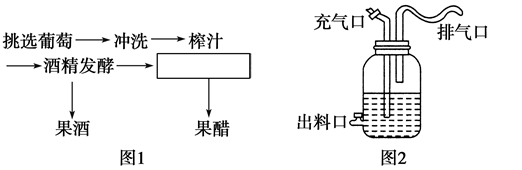 挑选葡萄→冲洗→榨汁
→酒精发酵→
果酒
果醋
图1
充气口
排气口
出料口
图2